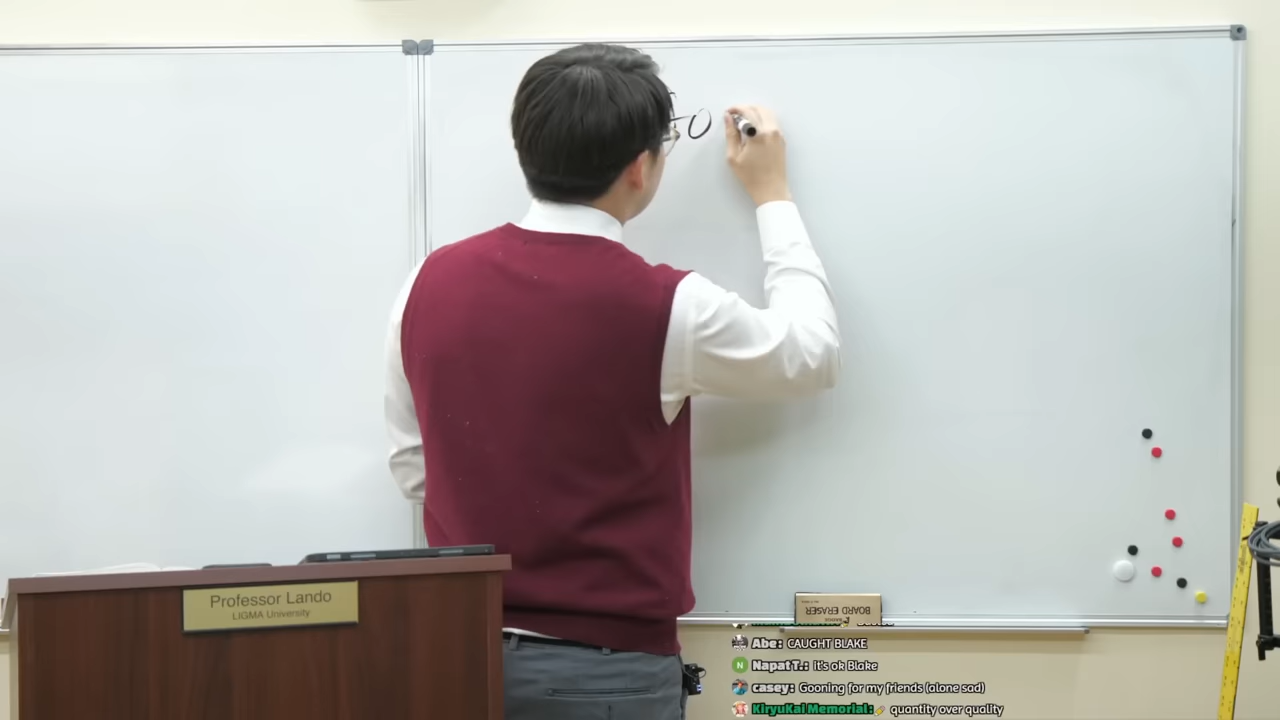 O
Professor Lando
LIGMA University
BOARD ERASER
Abe: CAUGHT BLAKE
N Napat T.: it's ok Blake
casey: Gooning for my friends (alone sad)
KiryuKai Memorial: quantity over quality